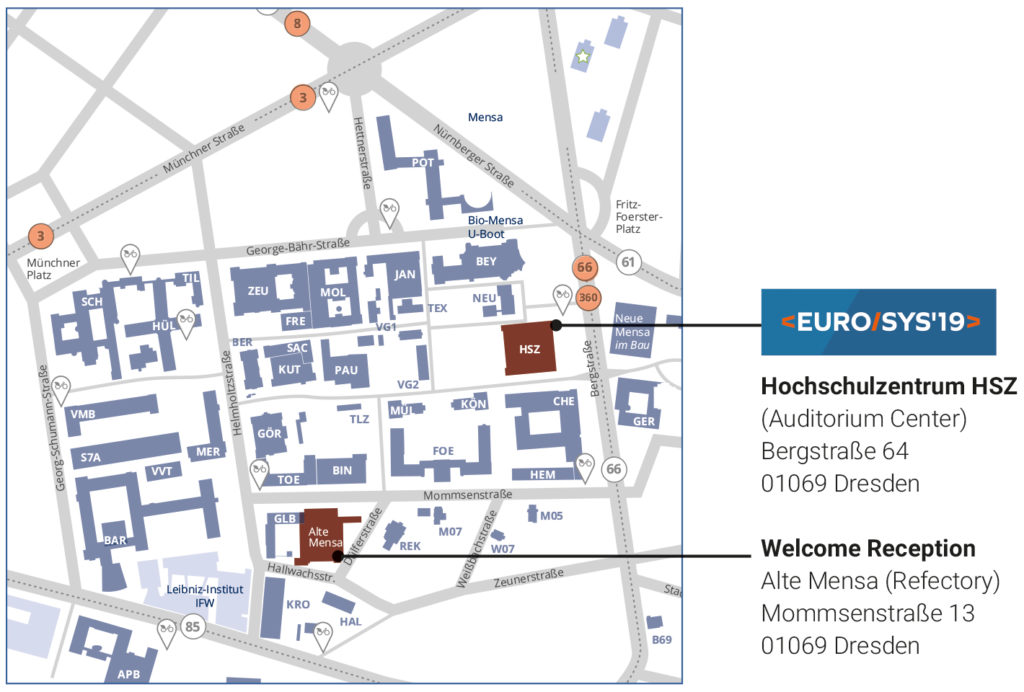 8
3
Mensa
Hettnerstraße
Nürnberger Straße
Münchner Straße
POT
3
Fritz-
Foerster-
Platz
Bio-Mensa
U-Boot
George-Bähr-Straße
Münchner
Platz
61
66
BEY
JAN
TIL
ZEU
MOL
SCH
360
NEU
TEX
FRE
HÜL
VG1
Neue
Mensa
im Bau
BER
SAC
HSZ
KUT
PAU
VG2
Bergstraße
Helmholtzstraße
Georg-Schumann-Straße
VMB
TLZ
MÜL
KÖN
CHE
GER
GÖR
MER
S7A
VVT
FOE
BIN
TOE
HEM
66
Mommsenstraße
GLB
Alte
Mensa
Dülferstraße
REK
M07
M05
W07
Weißbachstraße
BAR
Hallwachsstr.
Zeunerstraße
Leibniz-Institut
IFW
KRO
HAL
85
B69
APB
<EURO/SYS'19>
Hochschulzentrum HSZ
(Auditorium Center)
Bergstraße 64
01069 Dresden
Welcome Reception
Alte Mensa (Refectory)
Mommsenstraße 13
01069 Dresden